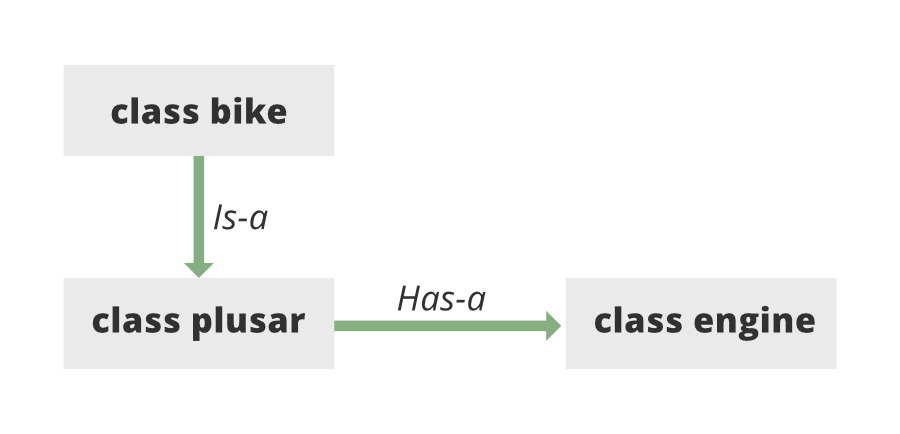 class bike
Is-a
class plusar
Has-a
class engine